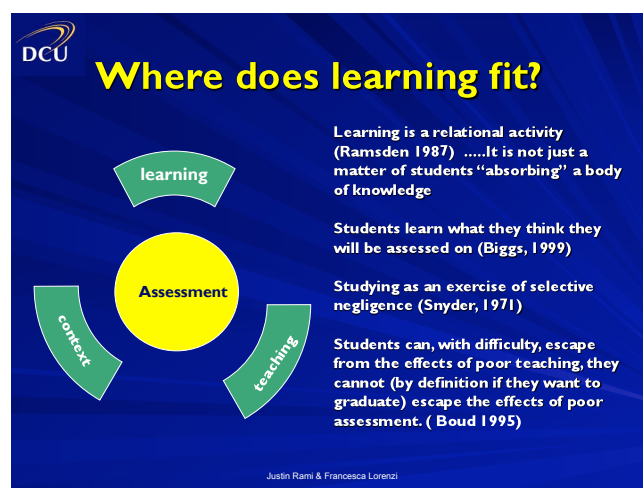 DCU
Where does learning fit?
learning
Assessment
context
teaching
Learning is a relational activity
(Ramsden 1987) .....It is not just a
matter of students “absorbing” a body
of knowledge
Students learn what they think they
will be assessed on (Biggs, 1999)
Studying as an exercise of selective
negligence (Snyder, 1971)
Students can, with difficulty, escape
from the effects of poor teaching, they
cannot (by definition if they want to
graduate) escape the effects of poor
assessment. ( Boud 1995)
Justin Rami & Francesca Lorenzi